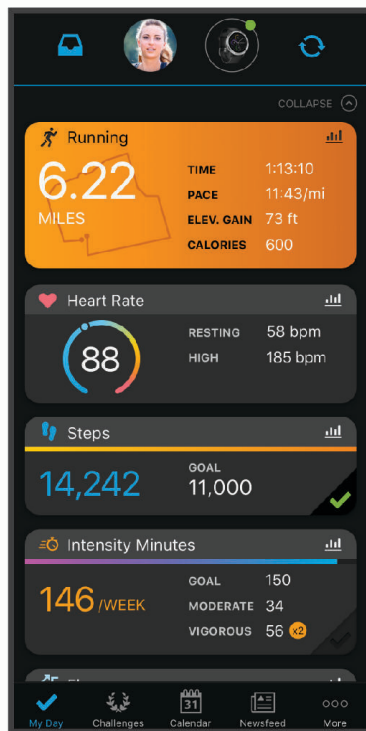 COLLAPSE
Running
6.22
MILES
TIME 1:13:10
PACE 11:43/mi
ELEV. GAIN 73 ft
CALORIES 600
Heart Rate
88
RESTING 58 bpm
HIGH 185 bpm
Steps
14,242
GOAL
11,000
Intensity Minutes
146 /WEEK
GOAL 150
MODERATE 34
VIGOROUS 56 x2
31
My Day Challenges Calendar Newsfeed More